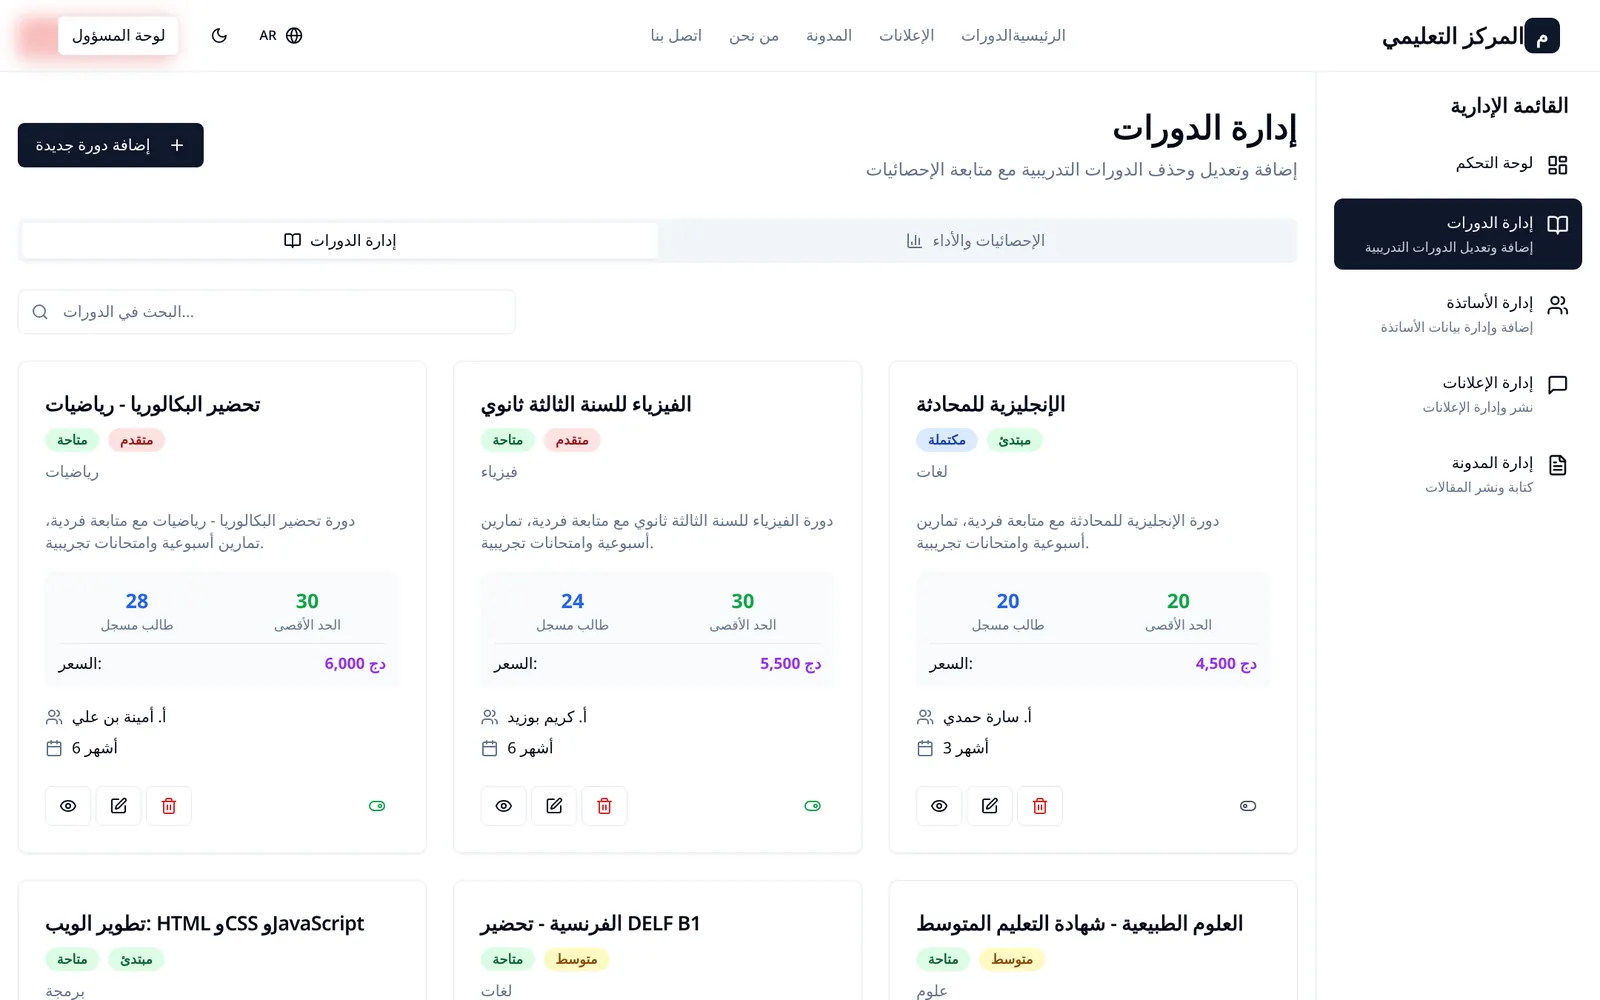 المركز التعليمي
م
الرئيسية
الدورات
الإعلانات
المدونة
من نحن
اتصل بنا
AR
لوحة المسؤول
القائمة الإدارية
لوحة التحكم
إدارة الدورات
إضافة وتعديل الدورات التدريبية
إدارة الأساتذة
إضافة وإدارة بيانات الأساتذة
إدارة الإعلانات
نشر وإدارة الإعلانات
إدارة المدونة
كتابة ونشر المقالات
إدارة الدورات
إضافة وتعديل وحذف الدورات التدريبية مع متابعة الإحصائيات
إضافة دورة جديدة
الإحصائيات والأداء
إدارة الدورات
البحث في الدورات...
الإنجليزية للمحادثة
مبتدئ
مكتملة
لغات
دورة الإنجليزية للمحادثة مع متابعة فردية، تمارين
أسبوعية وامتحانات تجريبية.
20
الحد الأقصى
20
طالب مسجل
السعر:
4,500 دج
أ. سارة حمدي
3 أشهر
الفيزياء للسنة الثالثة ثانوي
متقدم
متاحة
فيزياء
دورة الفيزياء للسنة الثالثة ثانوي مع متابعة فردية، تمارين
أسبوعية وامتحانات تجريبية.
30
الحد الأقصى
24
طالب مسجل
السعر:
5,500 دج
أ. كريم بوزيد
6 أشهر
تحضير البكالوريا - رياضيات
متقدم
متاحة
رياضيات
دورة تحضير البكالوريا - رياضيات مع متابعة فردية،
تمارين أسبوعية وامتحانات تجريبية.
30
الحد الأقصى
28
طالب مسجل
السعر:
6,000 دج
أ. أمينة بن علي
6 أشهر
العلوم الطبيعية - شهادة التعليم المتوسط
متوسط
متاحة
علوم
الفرنسية - تحضير DELF B1
متوسط
متاحة
لغات
تطوير الويب: HTML وCSS وJavaScript
مبتدئ
متاحة
برمجة